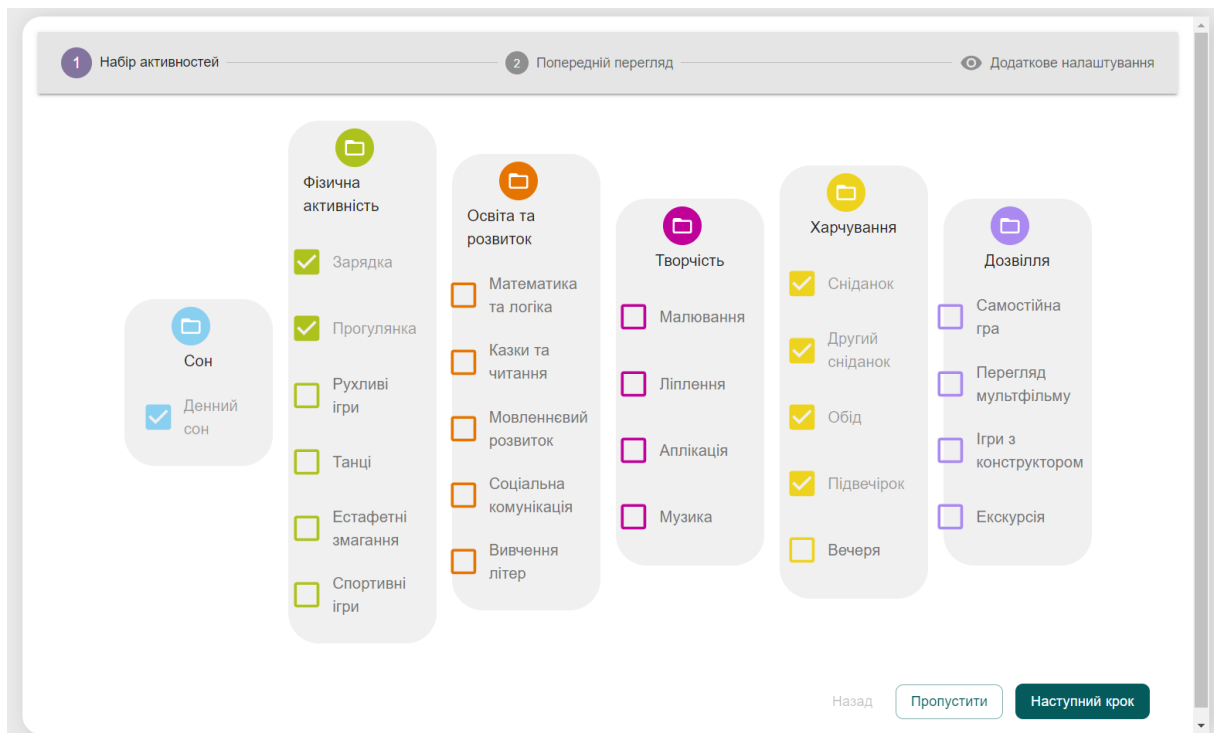 1 Набір активностей
2 Попередній перегляд
Додаткове налаштування
Сон
Денний
сон
Фізична
активність
Зарядка
Прогулянка
Рухливі
ігри
Танці
Естафетні
змагання
Спортивні
ігри
Освіта та
розвиток
Математика
та логіка
Казки та
читання
Мовленнєвий
розвиток
Соціальна
комунікація
Вивчення
літер
Творчість
Малювання
Ліплення
Аплікація
Музика
Харчування
Сніданок
Другий
сніданок
Обід
Підвечірок
Вечеря
Дозвілля
Самостійна
гра
Перегляд
мультфільму
Ігри з
конструктором
Екскурсія
Назад
Пропустити
Наступний крок